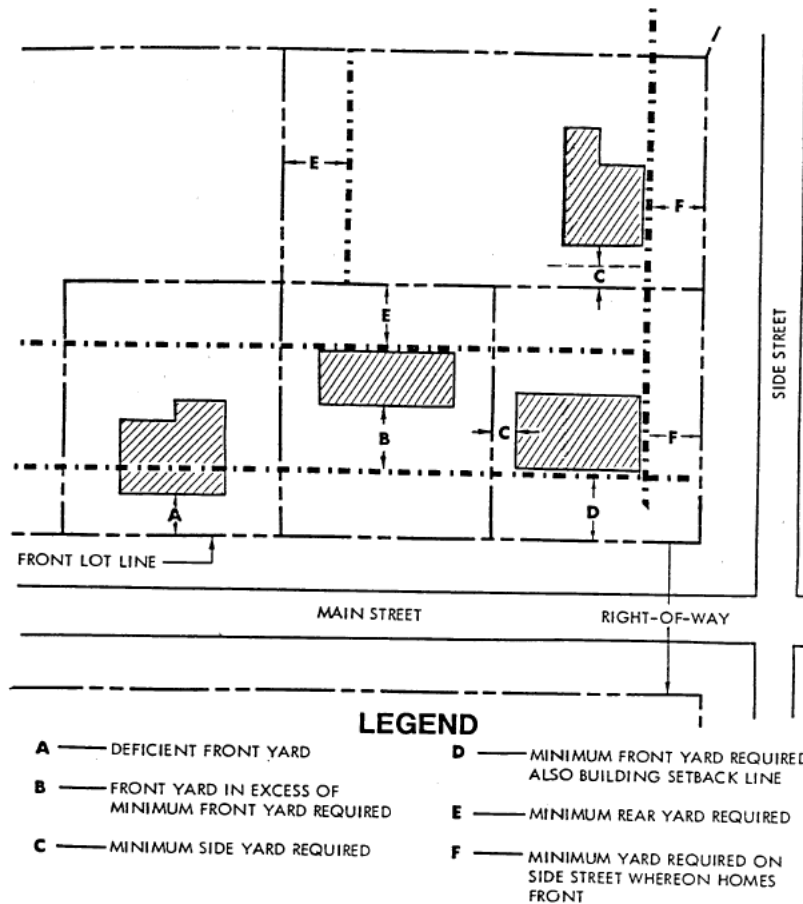 E
F
C
E
SIDE STREET
B
C
F
A
D
FRONT LOT LINE
MAIN STREET
RIGHT-OF-WAY
LEGEND
A DEFICIENT FRONT YARD
B FRONT YARD IN EXCESS OF
MINIMUM FRONT YARD REQUIRED
C MINIMUM SIDE YARD REQUIRED
D MINIMUM FRONT YARD REQUIRED
ALSO BUILDING SETBACK LINE
E MINIMUM REAR YARD REQUIRED
F MINIMUM YARD REQUIRED ON
SIDE STREET WHEREON HOMES
FRONT